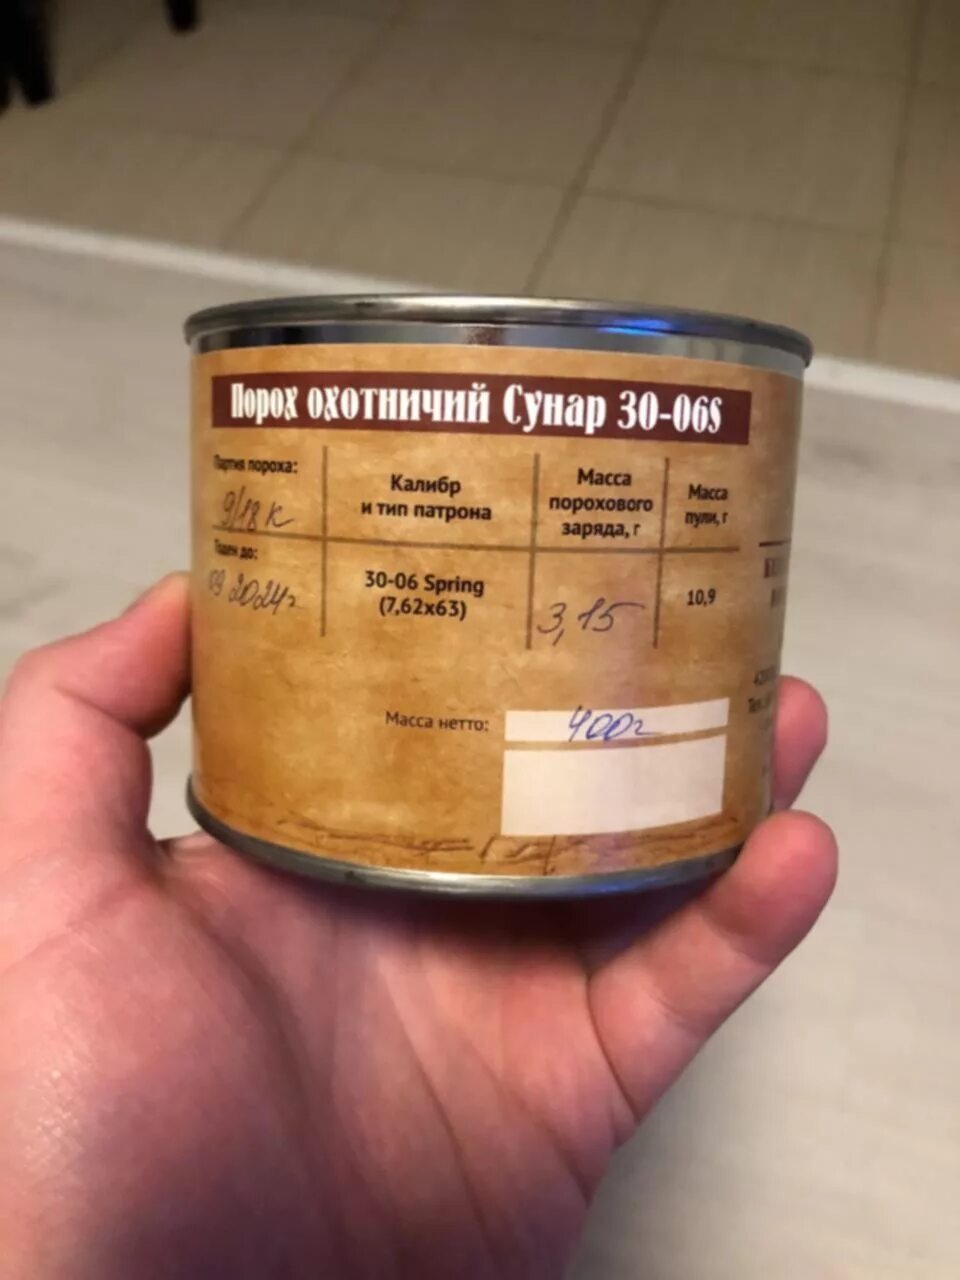 Порох охотничий Сунар 30-06S
Партия пороха:
9/18 К
Годен до:
09 2024г
Калибр
и тип патрона
30-06 Spring
(7,62х63)
Масса
порохового
заряда, г
3,15
Масса
пули, г
10,9
Масса нетто:
400г